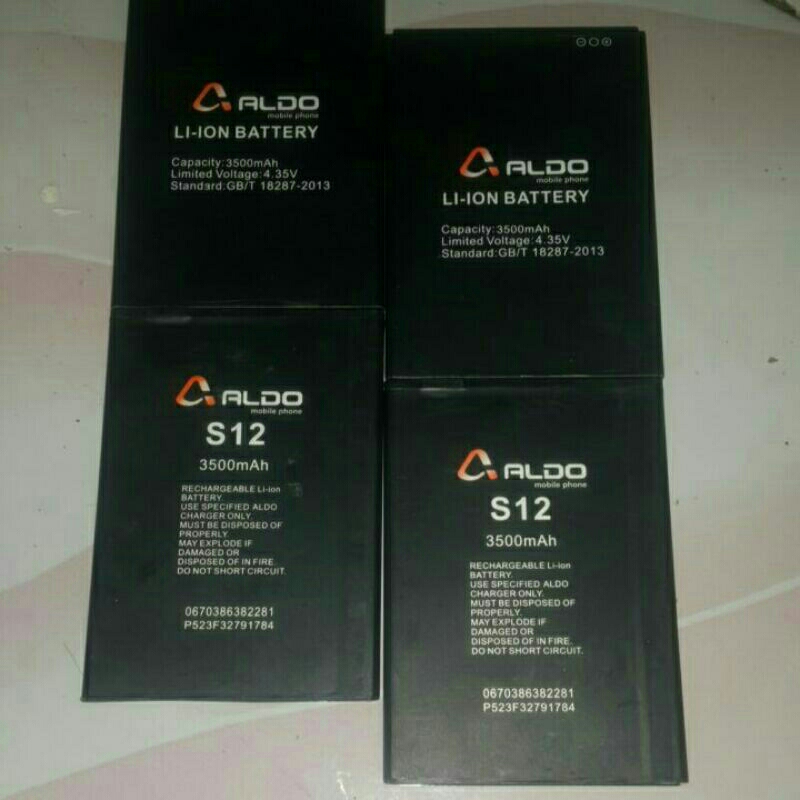 ALDO
mobile phone
LI-ION BATTERY
Capacity:3500mAh
Limited Voltage:4.35V
Standard:GB/T 18287-2013
ALDO
mobile phone
LI-ION BATTERY
Capacity:3500mAh
Limited Voltage:4.35V
Standard:GB/T 18287-2013
ALDO
mobile phone
S12
3500mAh
RECHARGEABLE Li-ion
BATTERY.
USE SPECIFIED ALDO
CHARGER ONLY.
MUST BE DISPOSED OF
PROPERLY.
MAY EXPLODE IF
DAMAGED OR
DISPOSED OF IN FIRE.
DO NOT SHORT CIRCUIT.
0670386382281
P523F32791784
ALDO
mobile phone
S12
3500mAh
RECHARGEABLE Li-ion
BATTERY.
USE SPECIFIED ALDO
CHARGER ONLY.
MUST BE DISPOSED OF
PROPERLY.
MAY EXPLODE IF
DAMAGED OR
DISPOSED OF IN FIRE.
DO NOT SHORT CIRCUIT.
0670386382281
P523F32791784